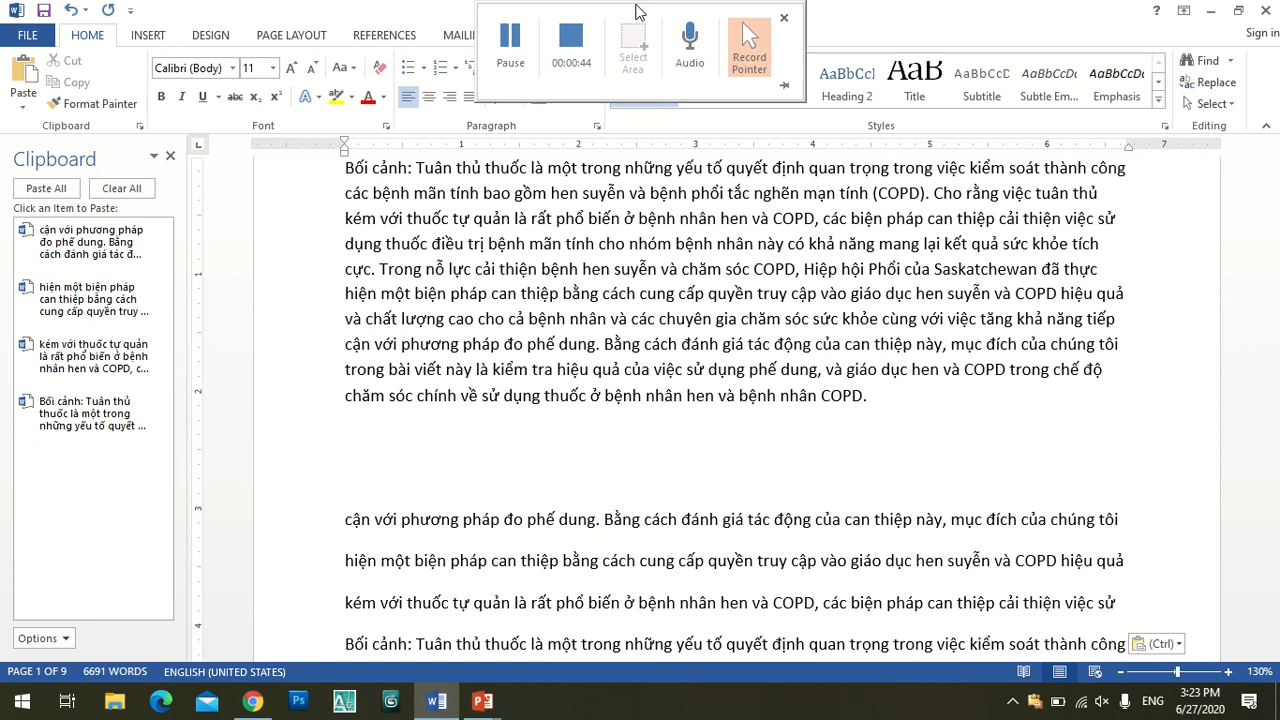 Pause
00:00:44
Select
Area
Audio
Record
Pointer
Sign in
FILE HOME INSERT DESIGN PAGE LAYOUT REFERENCES MAILI
Paste
Cut
Copy
Format Painter
Clipboard
Calibri (Body) 11
Font
Paragraph
AaBbCc
Heading 2
AaB
Title
AaBbCcD
Subtitle
AaBbCcD
Subtle Em...
AaBbCcD
Emphasis
Styles
Find
Replace
Select
Editing
Clipboard
Paste All Clear All
Click an Item to Paste:
cận với phương pháp
đo phế dung. Bằng
cách đánh giá tác đ...
hiện một biện pháp
can thiệp bằng cách
cung cấp quyền truy ...
kém với thuốc tự quản
là rất phổ biến ở bệnh
nhân hen và COPD, c...
Bối cảnh: Tuân thủ
thuốc là một trong
những yếu tố quyết ...
Options
1 2 3 4 5 6 7
1
2
3
4
Bối cảnh: Tuân thủ thuốc là một trong những yếu tố quyết định quan trọng trong việc kiểm soát thành công
các bệnh mãn tính bao gồm hen suyễn và bệnh phổi tắc nghẽn mạn tính (COPD). Cho rằng việc tuân thủ
kém với thuốc tự quản là rất phổ biến ở bệnh nhân hen và COPD, các biện pháp can thiệp cải thiện việc sử
dụng thuốc điều trị bệnh mãn tính cho nhóm bệnh nhân này có khả năng mang lại kết quả sức khỏe tích
cực. Trong nỗ lực cải thiện bệnh hen suyễn và chăm sóc COPD, Hiệp hội Phổi của Saskatchewan đã thực
hiện một biện pháp can thiệp bằng cách cung cấp quyền truy cập vào giáo dục hen suyễn và COPD hiệu quả
và chất lượng cao cho cả bệnh nhân và các chuyên gia chăm sóc sức khỏe cùng với việc tăng khả năng tiếp
cận với phương pháp đo phế dung. Bằng cách đánh giá tác động của can thiệp này, mục đích của chúng tôi
trong bài viết này là kiểm tra hiệu quả của việc sử dụng phế dung, và giáo dục hen và COPD trong chế độ
chăm sóc chính về sử dụng thuốc ở bệnh nhân hen và bệnh nhân COPD.
cận với phương pháp đo phế dung. Bằng cách đánh giá tác động của can thiệp này, mục đích của chúng tôi
hiện một biện pháp can thiệp bằng cách cung cấp quyền truy cập vào giáo dục hen suyễn và COPD hiệu quả
kém với thuốc tự quản là rất phổ biến ở bệnh nhân hen và COPD, các biện pháp can thiệp cải thiện việc sử
Bối cảnh: Tuân thủ thuốc là một trong những yếu tố quyết định quan trọng trong việc kiểm soát thành công
(Ctrl)
PAGE 1 OF 9 6691 WORDS ENGLISH (UNITED STATES) 130%
ENG
3:23 PM
6/27/2020